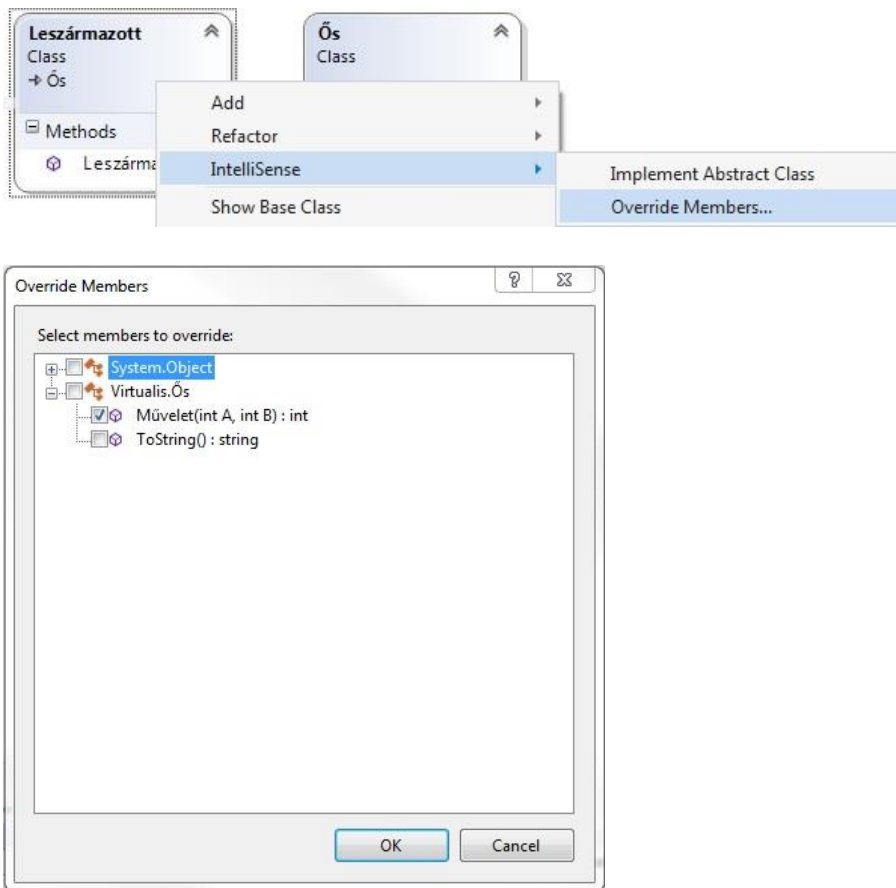 Leszármazott
Class
Ős
Methods
Ős
Class
Add
Refactor
IntelliSense
Show Base Class
Implement Abstract Class
Override Members...
Override Members
Select members to override:
System.Object
Virtualis.Ős
Művelet(int A, int B) : int
ToString() : string
OK
Cancel